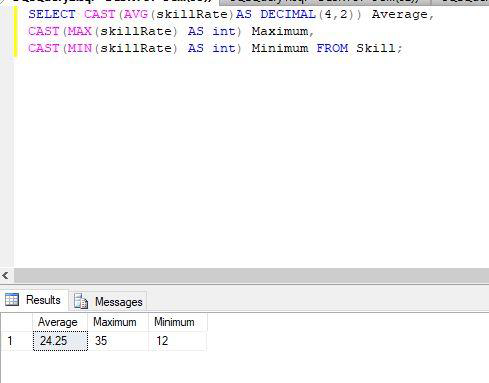 SELECT CAST(AVG(skillRate)AS DECIMAL(4,2)) Average,
CAST(MAX(skillRate) AS int) Maximum,
CAST(MIN(skillRate) AS int) Minimum FROM Skill;
Results Messages
Average Maximum Minimum
1 24.25 35 12